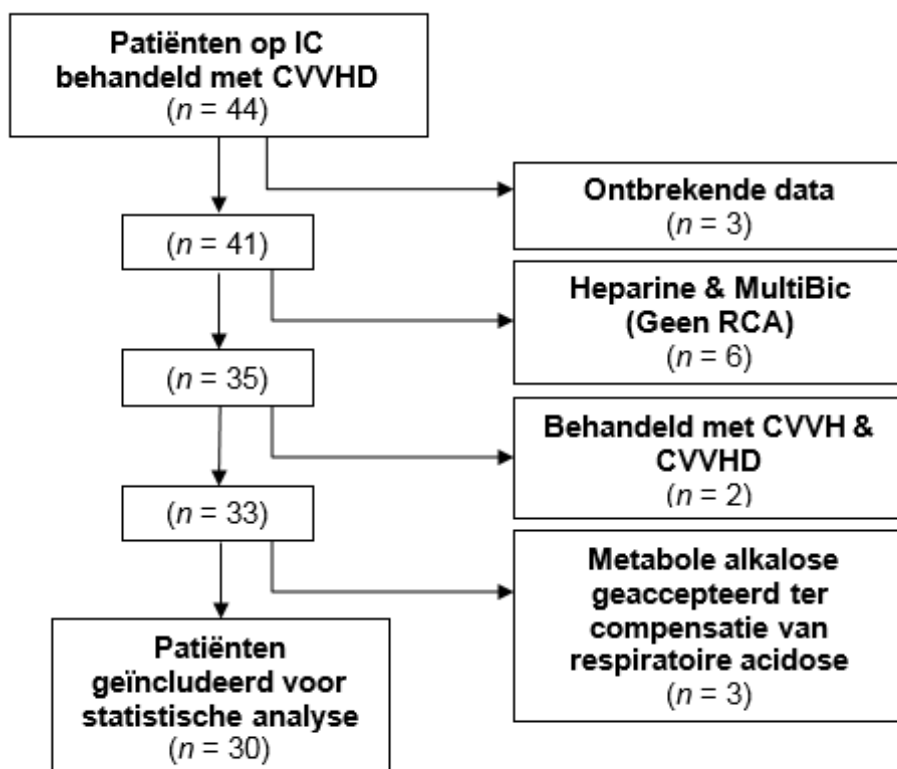 Patiënten op IC
behandeld met CVVHD
(n = 44)
Ontbrekende data
(n = 3)
(n = 41)
Heparine & MultiBic
(Geen RCA)
(n = 6)
(n = 35)
Behandeld met CVVH &
CVVHD
(n = 2)
(n = 33)
Metabole alkalose
geaccepteerd ter
compensatie van
respiratoire acidose
(n = 3)
Patiënten
geïncludeerd voor
statistische analyse
(n = 30)